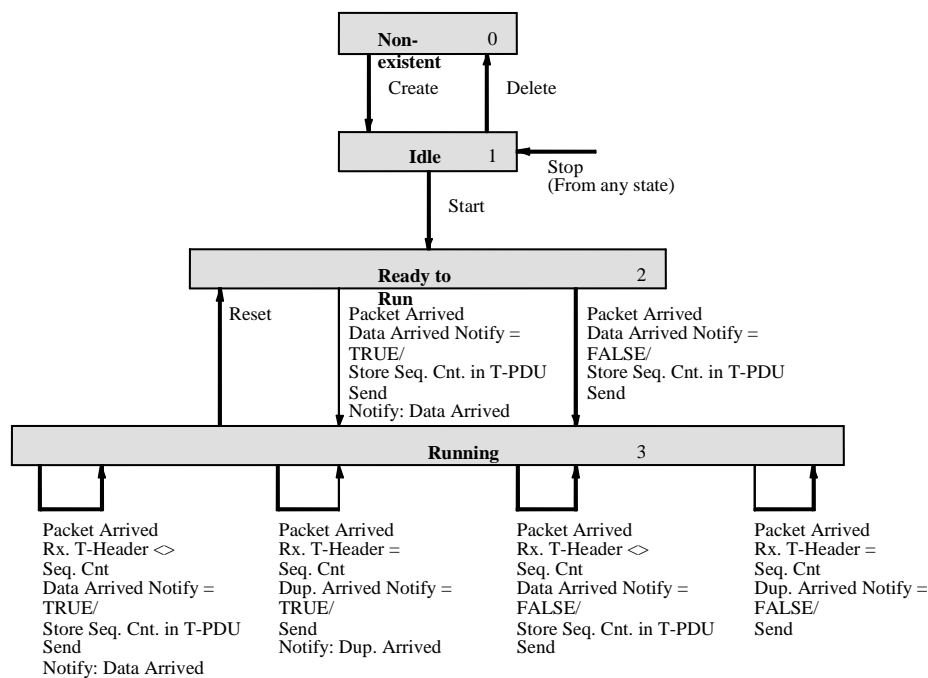 Non- 0
existent
Create
Delete
Idle 1
Stop
(From any state)
Start
Ready to 2
Run
Reset
Packet Arrived
Data Arrived Notify =
TRUE/
Store Seq. Cnt. in T-PDU
Send
Notify: Data Arrived
Packet Arrived
Data Arrived Notify =
FALSE/
Store Seq. Cnt. in T-PDU
Send
Running 3
Packet Arrived
Rx. T-Header <>
Seq. Cnt
Data Arrived Notify =
TRUE/
Store Seq. Cnt. in T-PDU
Send
Notify: Data Arrived
Packet Arrived
Rx. T-Header =
Seq. Cnt
Dup. Arrived Notify =
TRUE/
Send
Notify: Dup. Arrived
Packet Arrived
Rx. T-Header <>
Seq. Cnt
Data Arrived Notify =
FALSE/
Store Seq. Cnt. in T-PDU
Send
Packet Arrived
Rx. T-Header =
Seq. Cnt
Dup. Arrived Notify =
FALSE/
Send